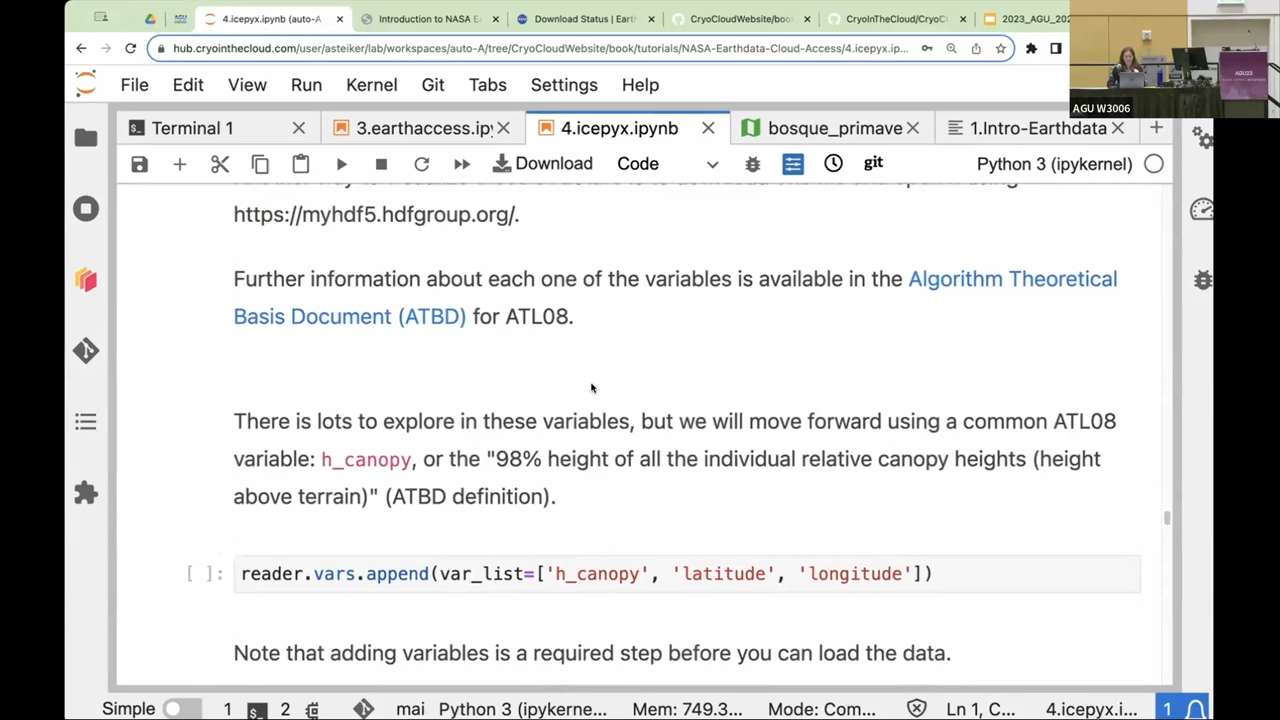 4.icepyx.ipynb (auto-A
Introduction to NASA E
Download Status | Eart
CryoCloudWebsite/boo
CryoInTheCloud/CryoC
2023_AGU_202
hub.cryointhecloud.com/user/asteiker/lab/workspaces/auto-A/tree/CryoCloudWebsite/book/tutorials/NASA-Earthdata-Cloud-Access/4.icepyx.ip...
AGU23
AGU W3006
File Edit View Run Kernel Git Tabs Settings Help
Terminal 1
3.earthaccess.ipy
4.icepyx.ipynb
bosque_primave
1.Intro-Earthdata
Download Code git Python 3 (ipykernel)
https://myhdf5.hdfgroup.org/.
Further information about each one of the variables is available in the Algorithm Theoretical
Basis Document (ATBD) for ATL08.
There is lots to explore in these variables, but we will move forward using a common ATL08
variable: h_canopy, or the "98% height of all the individual relative canopy heights (height
above terrain)" (ATBD definition).
[ ]: reader.vars.append(var_list=['h_canopy', 'latitude', 'longitude'])
Note that adding variables is a required step before you can load the data.
Simple 1 2 mai Python 3 (ipykerne... Mem: 749.3... Mode: Com... Ln 1, C... 4.icepyx.i... 1